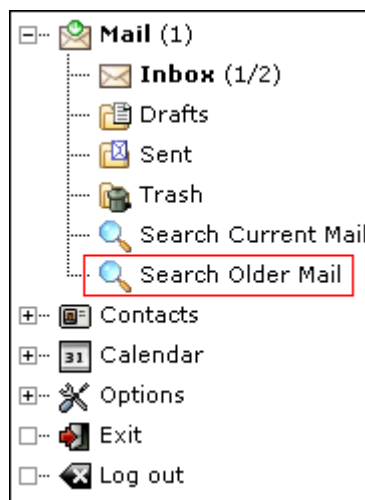 Mail (1)
Inbox (1/2)
Drafts
Sent
Trash
Search Current Mail
Search Older Mail
Contacts
31 Calendar
Options
Exit
Log out